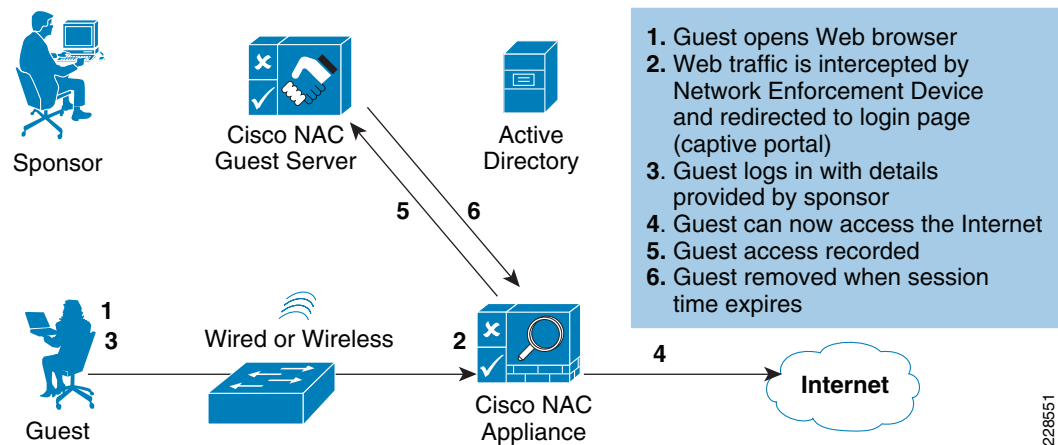 Sponsor
Cisco NAC
Guest Server
Active
Directory
1. Guest opens Web browser
2. Web traffic is intercepted by
Network Enforcement Device
and redirected to login page
(captive portal)
3. Guest logs in with details
provided by sponsor
4. Guest can now access the Internet
5. Guest access recorded
6. Guest removed when session
time expires
5
6
1
3
Guest
Wired or Wireless
2
Cisco NAC
Appliance
4
Internet
228551